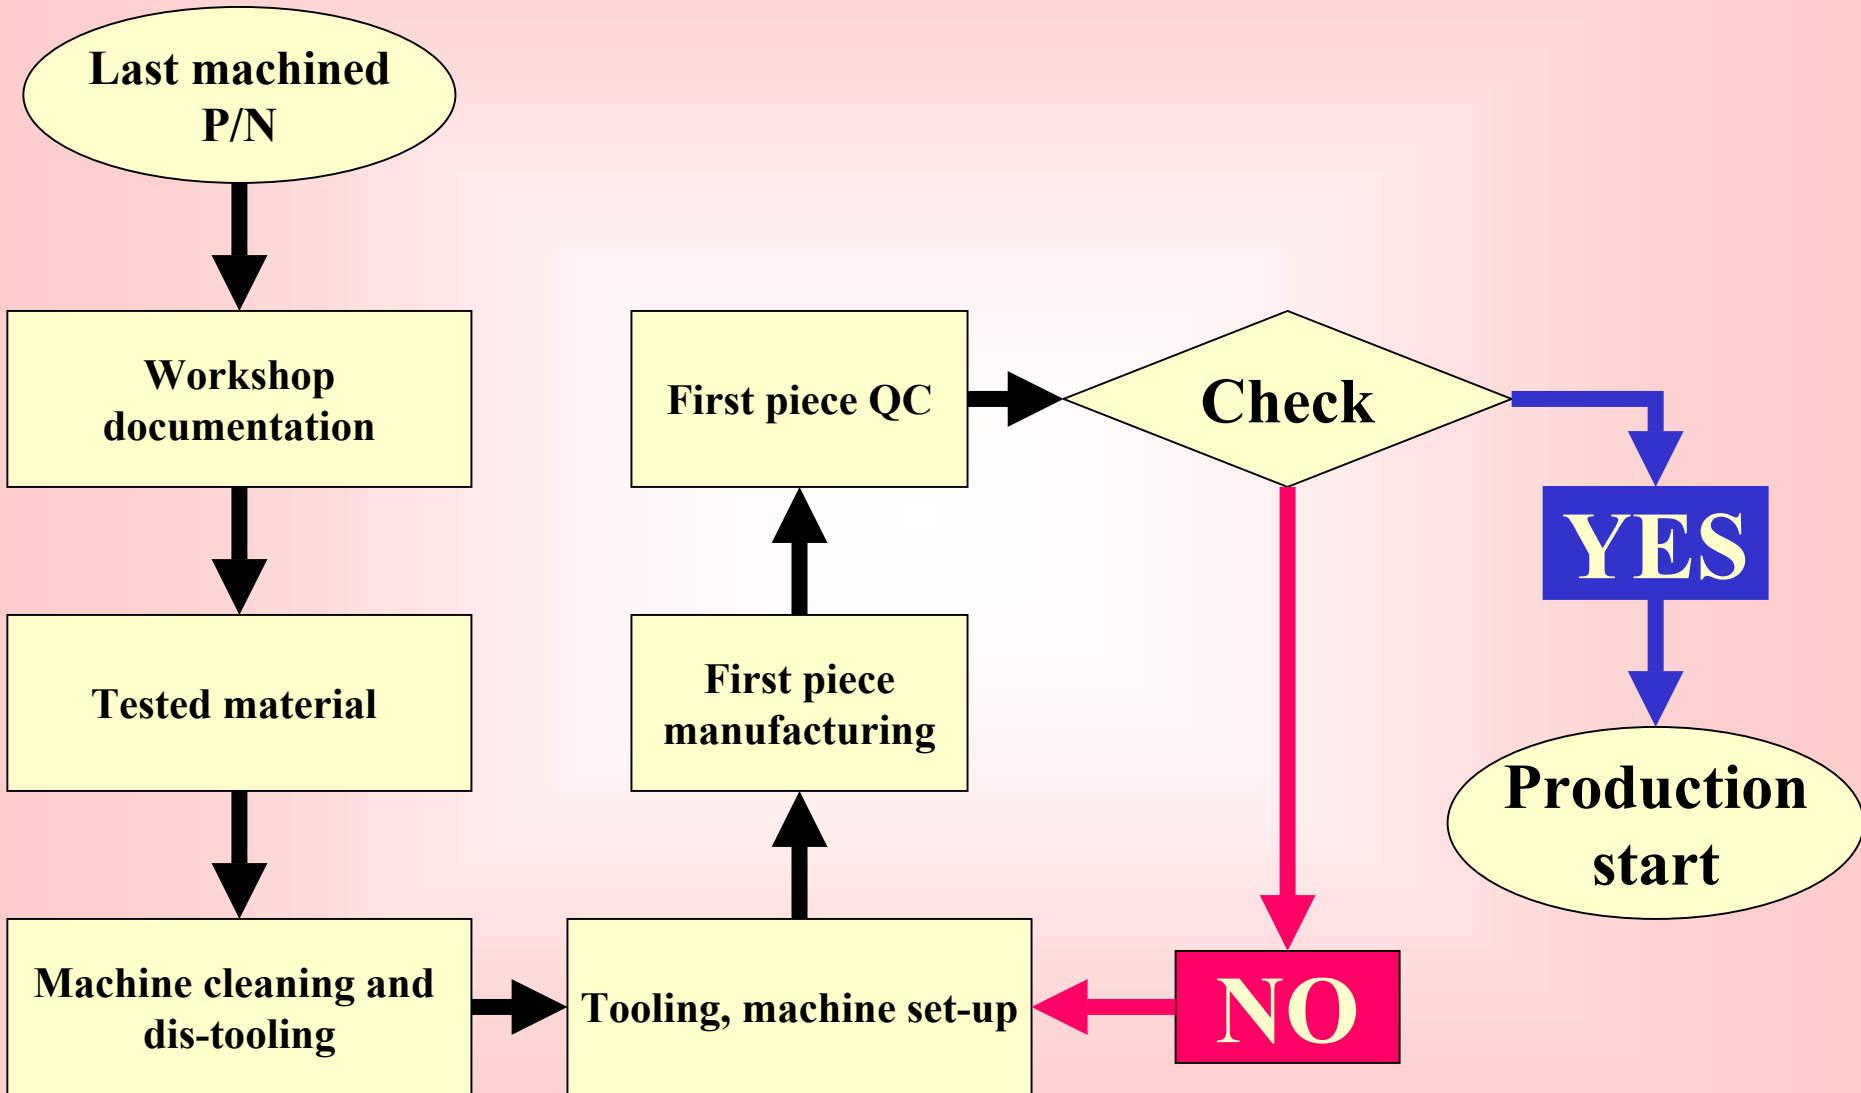 Last machined
P/N
Workshop
documentation
Tested material
Machine cleaning and
dis-tooling
Tooling, machine set-up
First piece
manufacturing
First piece QC
Check
YES
NO
Production
start